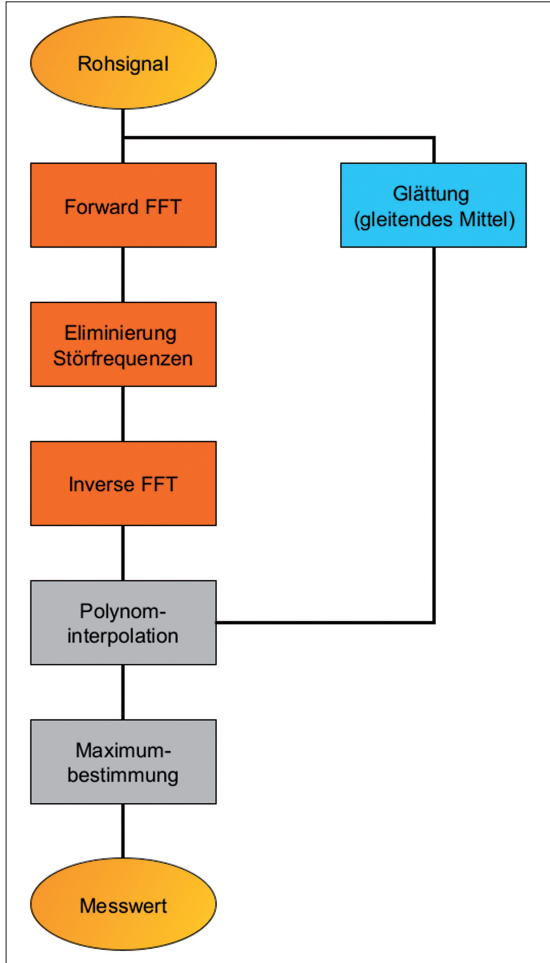 Rohsignal
Forward FFT
Glättung
(gleitendes Mittel)
Eliminierung
Störfrequenzen
Inverse FFT
Polynom-
interpolation
Maximum-
bestimmung
Messwert